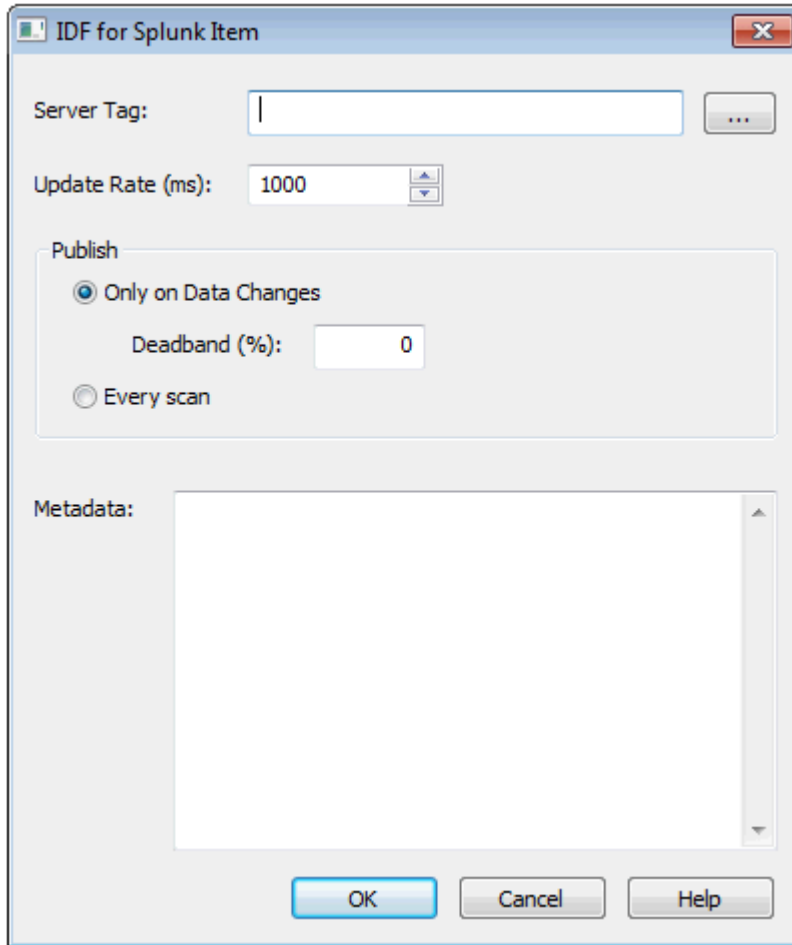 IDF for Splunk Item
Server Tag:
...
Update Rate (ms): 1000
Publish
Only on Data Changes
Deadband (%): 0
Every scan
Metadata:
OK Cancel Help